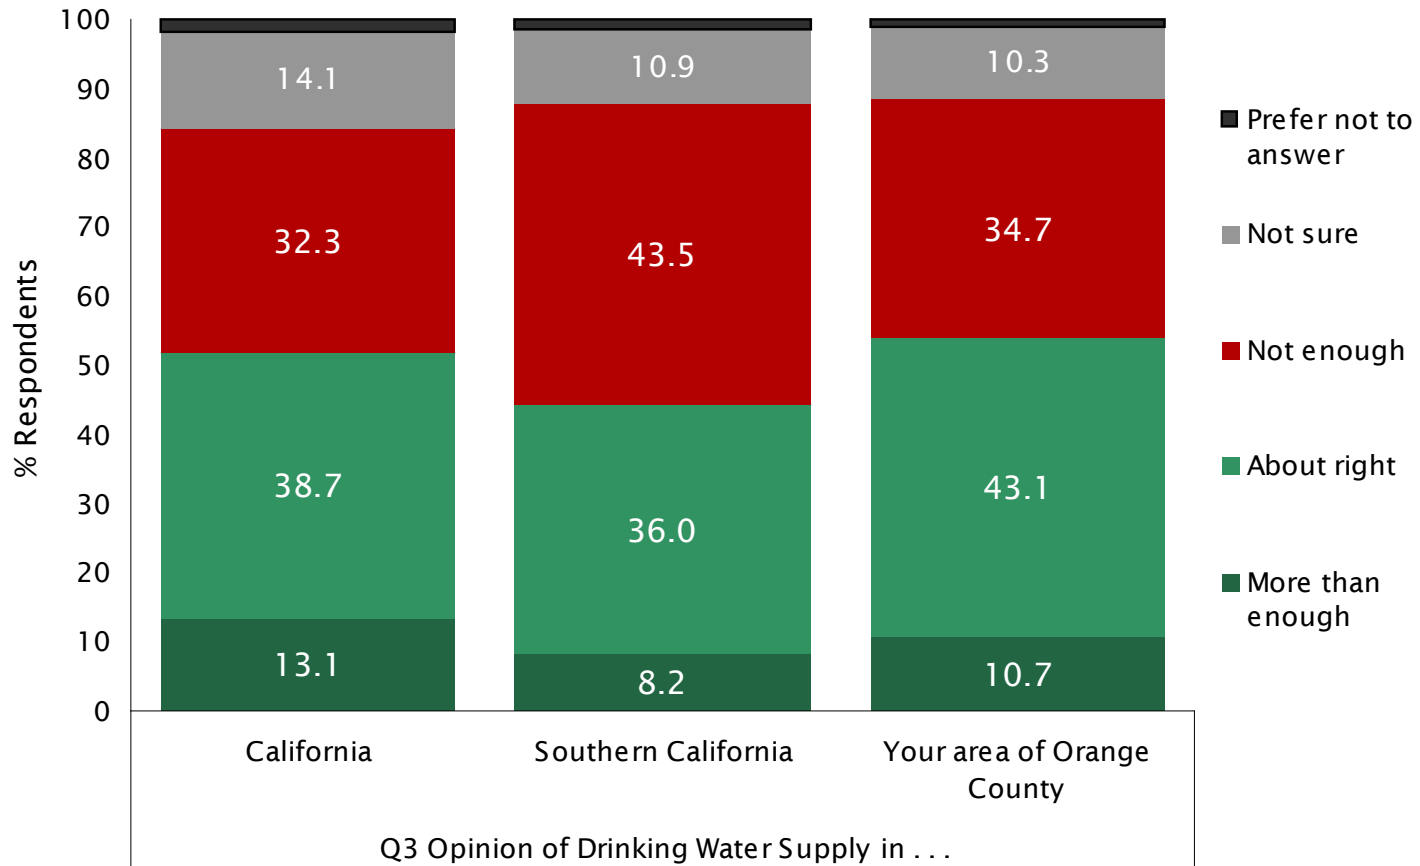 % Respondents
100
90
80
70
60
50
40
30
20
10
0
14.1
32.3
38.7
13.1
10.9
43.5
36.0
8.2
10.3
34.7
43.1
10.7
California
Southern California
Your area of Orange
County
Q3 Opinion of Drinking Water Supply in . . .
Prefer not to
answer
Not sure
Not enough
About right
More than
enough